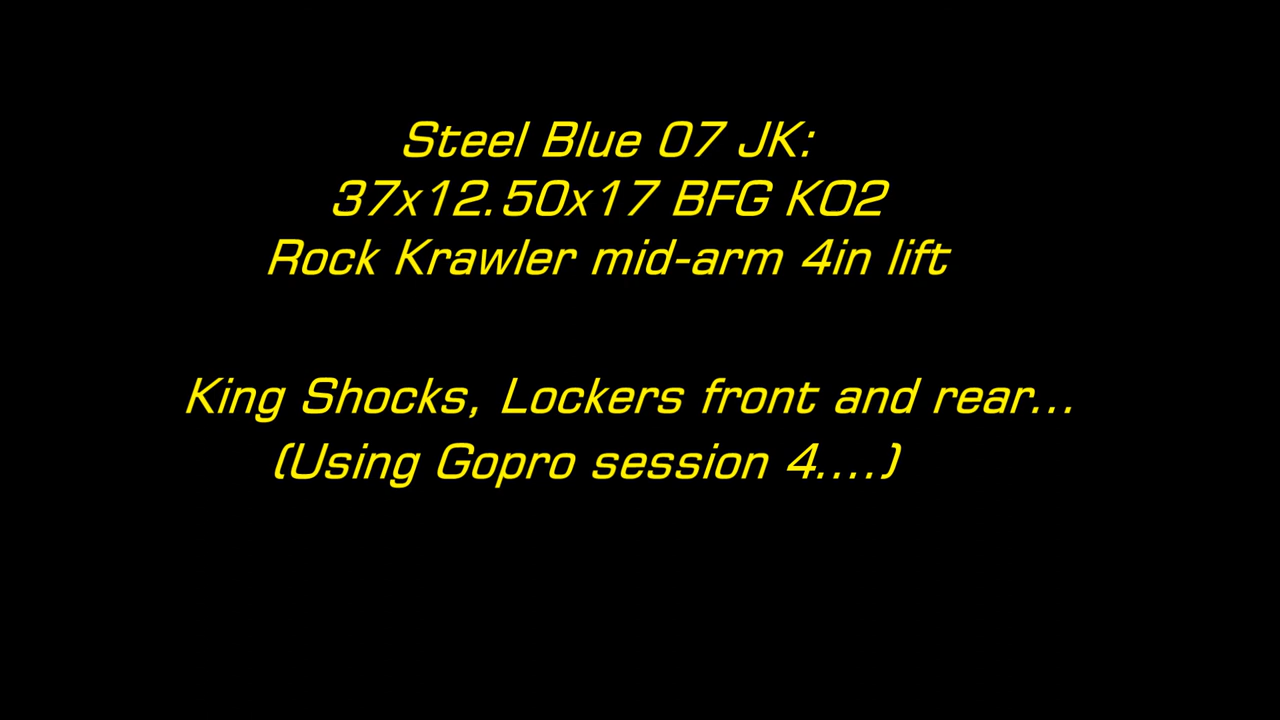 Steel Blue 07 JK:
37x12.50x17 BFG KO2
Rock Krawler mid-arm 4in lift
King Shocks, Lockers front and rear...
(Using Gopro session 4....)